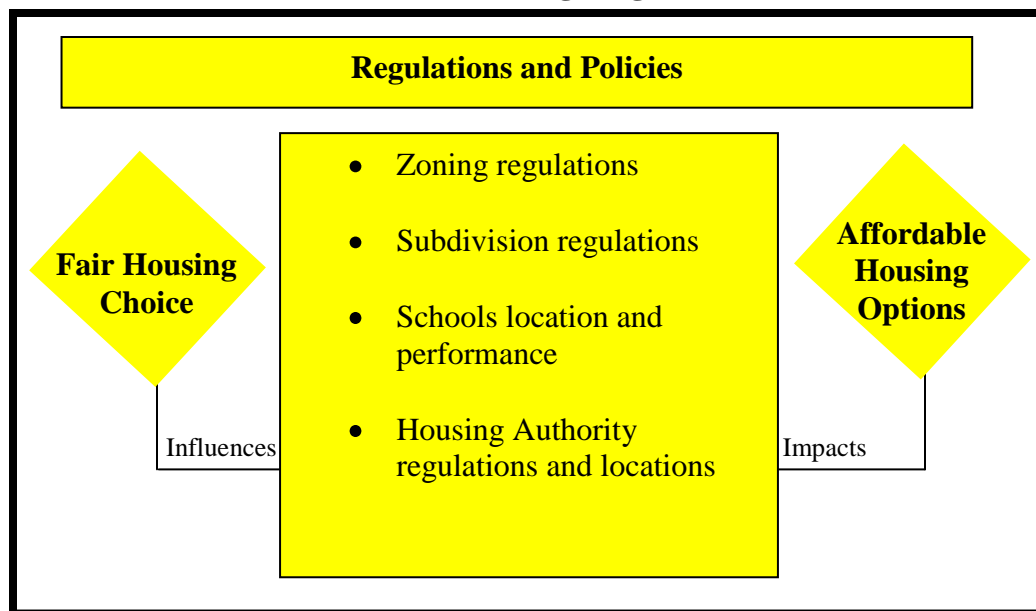 Regulations and Policies
Zoning regulations
Subdivision regulations
Schools location and
performance
Housing Authority
regulations and locations
Fair Housing
Choice
Influences
Affordable
Housing
Options
Impacts